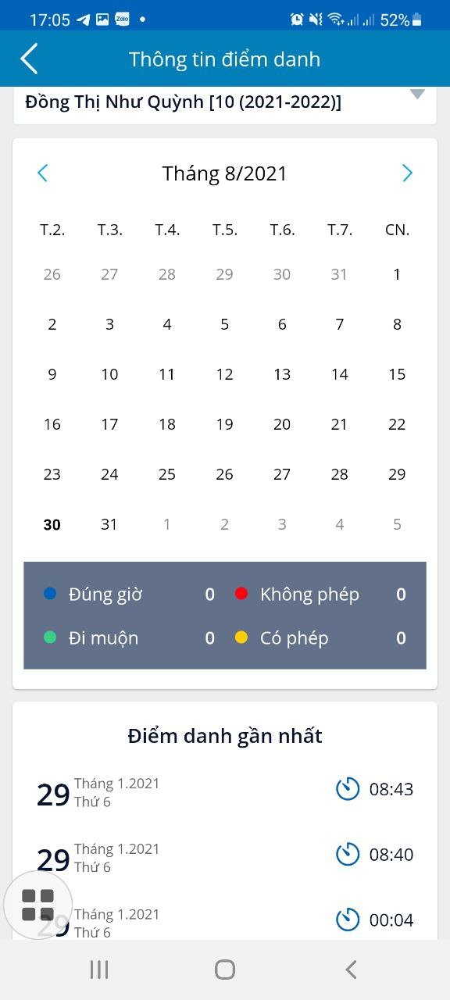 17:05 Zalo 52%
Thông tin điểm danh
Đồng Thị Như Quỳnh [10 (2021-2022)]
Tháng 8/2021
T.2. T.3. T.4. T.5. T.6. T.7. CN.
26 27 28 29 30 31 1
2 3 4 5 6 7 8
9 10 11 12 13 14 15
16 17 18 19 20 21 22
23 24 25 26 27 28 29
30 31 1 2 3 4 5
Đúng giờ 0 Không phép 0
Đi muộn 0 Có phép 0
Điểm danh gần nhất
29 Tháng 1.2021 08:43
Thứ 6
29 Tháng 1.2021 08:40
Thứ 6
29 Tháng 1.2021 00:04
Thứ 6